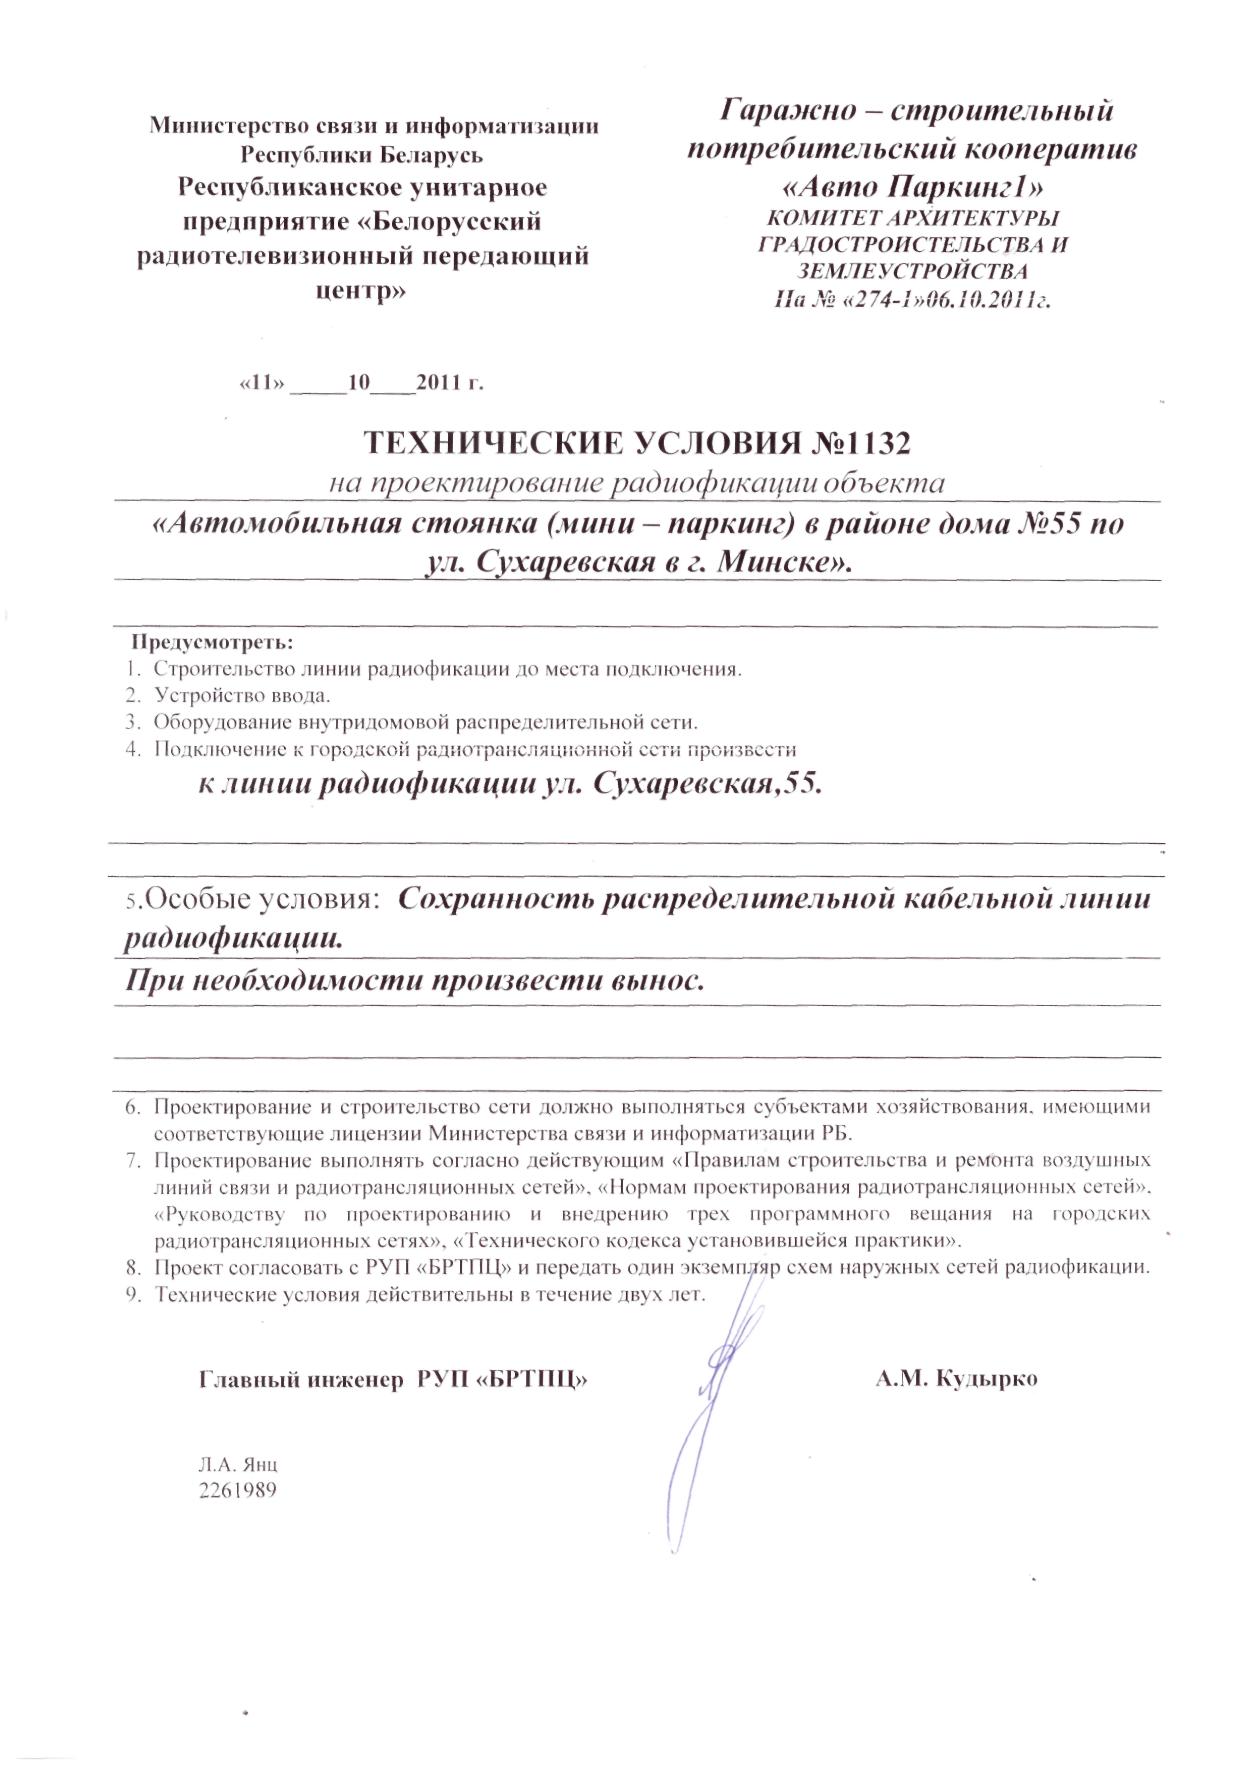 Министерство связи и информатизации
Республики Беларусь
Республиканское унитарное
предприятие «Белорусский
радиотелевизионный передающий
центр»
Гаражно – строительный
потребительский кооператив
«Авто Паркинг1»
КОМИТЕТ АРХИТЕКТУРЫ
ГРАДОСТРОИСТЕЛЬСТВА И
ЗЕМЛЕУСТРОЙСТВА
На № «274-1»06.10.2011г.
«11» _____10____2011 г.
ТЕХНИЧЕСКИЕ УСЛОВИЯ №1132
на проектирование радиофикации объекта
«Автомобильная стоянка (мини – паркинг) в районе дома №55 по
ул. Сухаревская в г. Минске».
Предусмотреть:
1. Строительство линии радиофикации до места подключения.
2. Устройство ввода.
3. Оборудование внутридомовой распределительной сети.
4. Подключение к городской радиотрансляционной сети произвести
к линии радиофикации ул. Сухаревская,55.
5.Особые условия: Сохранность распределительной кабельной линии
радиофикации.
При необходимости произвести вынос.
6. Проектирование и строительство сети должно выполняться субъектами хозяйствования, имеющими
соответствующие лицензии Министерства связи и информатизации РБ.
7. Проектирование выполнять согласно действующим «Правилам строительства и ремонта воздушных
линий связи и радиотрансляционных сетей», «Нормам проектирования радиотрансляционных сетей»,
«Руководству по проектированию и внедрению трех программного вещания на городских
радиотрансляционных сетях», «Технического кодекса установившейся практики».
8. Проект согласовать с РУП «БРТПЦ» и передать один экземпляр схем наружных сетей радиофикации.
9. Технические условия действительны в течение двух лет.
Главный инженер РУП «БРТПЦ»
А.М. Кудырко
Л.А. Янц
2261989